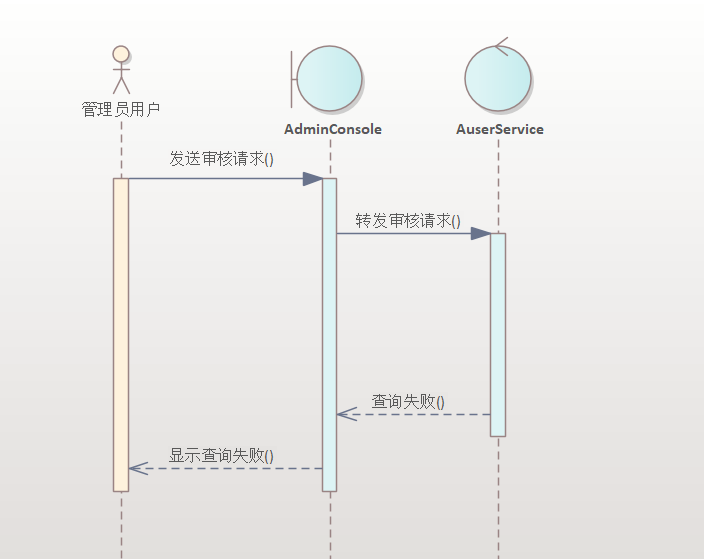 管理员用户
AdminConsole
AuserService
发送审核请求()
转发审核请求()
查询失败()
显示查询失败()